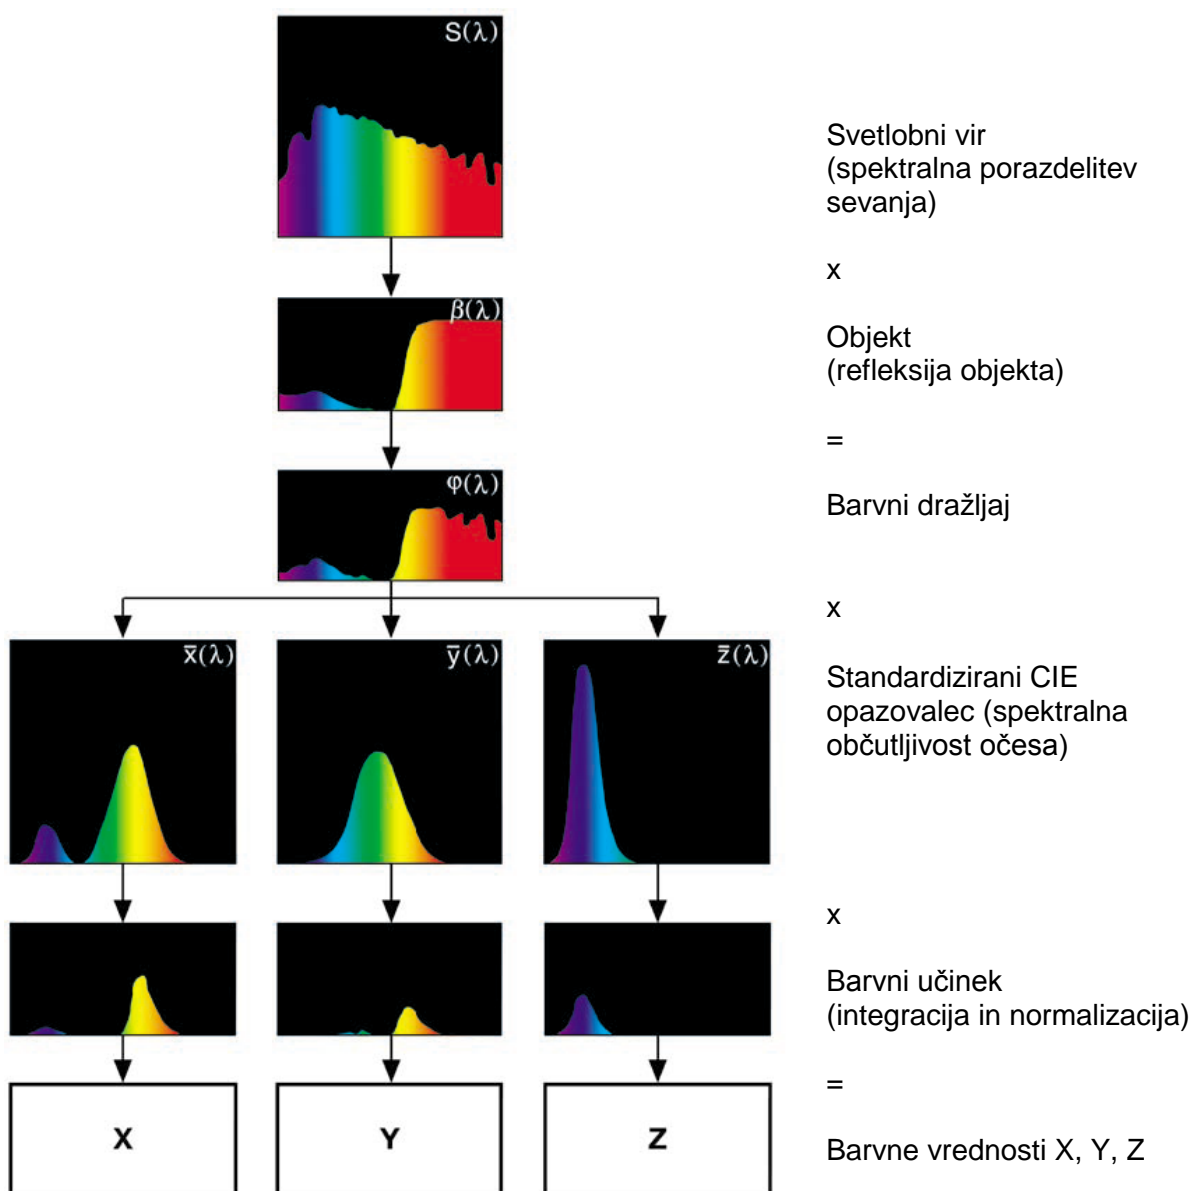 S(λ)
Svetlobni vir
(spektralna porazdelitev
sevanja)
x
β(λ)
Objekt
(refleksija objekta)
=
φ(λ)
Barvni dražljaj
x
x̄(λ)
ȳ(λ)
z̄(λ)
Standardizirani CIE
opazovalec (spektralna
občutljivost očesa)
x
Barvni učinek
(integracija in normalizacija)
=
X
Y
Z
Barvne vrednosti X, Y, Z